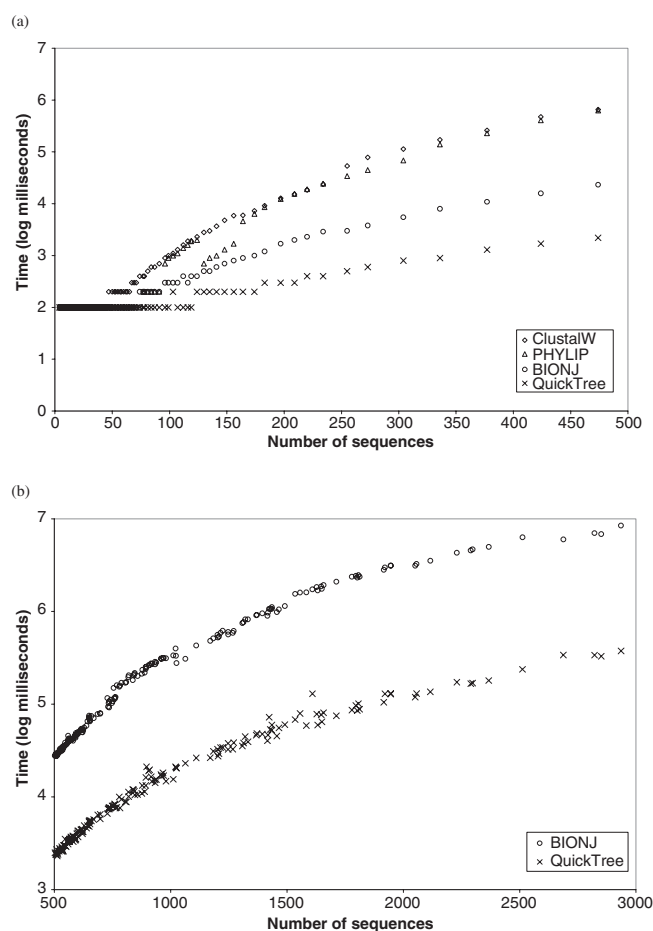 (a)
7
6
5
4
3
2
1
0
Time (log milliseconds)
0 50 100 150 200 250 300 350 400 450 500
Number of sequences
ClustalW
PHYLIP
BIONJ
QuickTree
(b)
7
6
5
4
3
Time (log milliseconds)
500 1000 1500 2000 2500 3000
Number of sequences
BIONJ
QuickTree